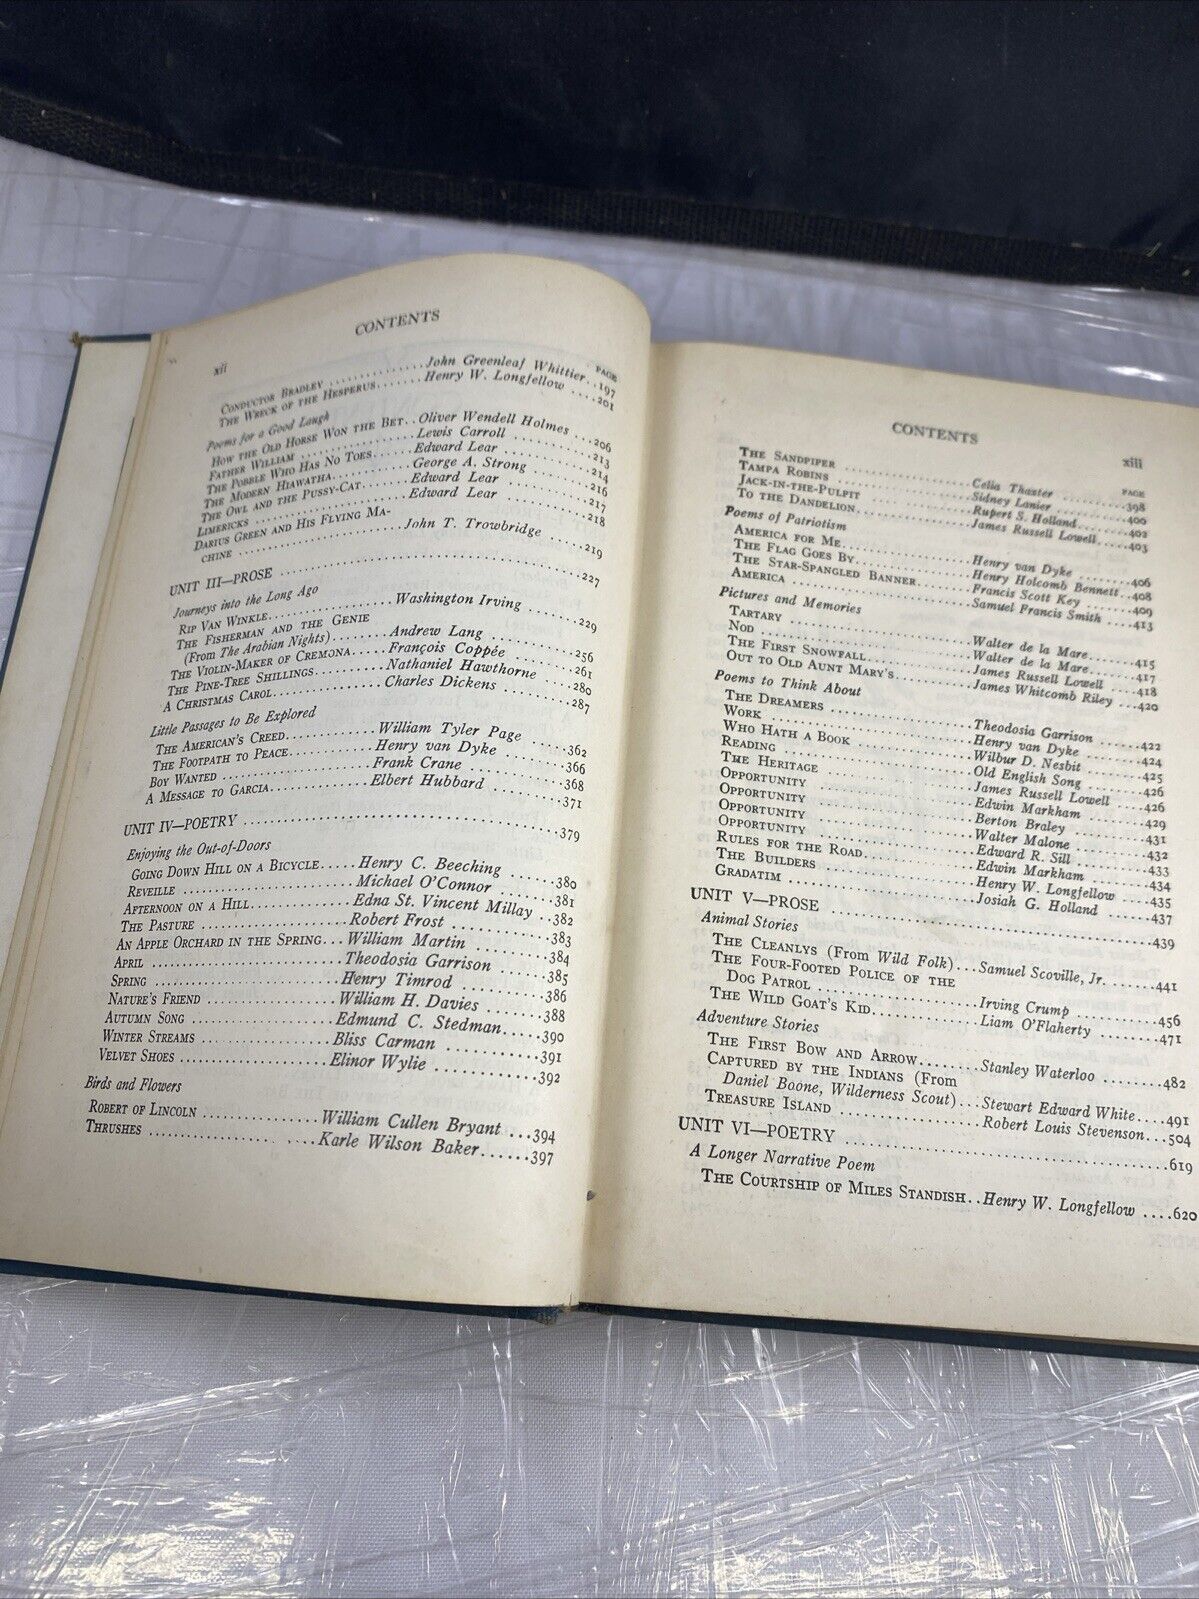 CONTENTS
xii
PAGE
CONDUCTOR BRADLEY ............... John Greenleaf Whittier..197
THE WRECK OF THE HESPERUS....... Henry W. Longfellow ....201
Poems for a Good Laugh
HOW THE OLD HORSE WON THE BET..Oliver Wendell Holmes ...206
FATHER WILLIAM ................. Lewis Carroll ..........213
THE POBBLE WHO HAS NO TOES..... Edward Lear ............214
THE MODERN HIAWATHA............. George A. Strong .......216
THE OWL AND THE PUSSY-CAT...... Edward Lear ............217
LIMERICKS ...................... Edward Lear ............218
DARIUS GREEN AND HIS FLYING MA-
CHINE ........................ John T. Trowbridge .....219
UNIT III—PROSE ...............................227
Journeys into the Long Ago
RIP VAN WINKLE.................. Washington Irving ......229
THE FISHERMAN AND THE GENIE
(From The Arabian Nights)........ Andrew Lang ............256
THE VIOLIN-MAKER OF CREMONA..... François Coppée ........261
THE PINE-TREE SHILLINGS ........ Nathaniel Hawthorne ....280
A CHRISTMAS CAROL............... Charles Dickens ........287
Little Passages to Be Explored
THE AMERICAN'S CREED............ William Tyler Page .....362
THE FOOTPATH TO PEACE........... Henry van Dyke .........366
BOY WANTED ..................... Frank Crane ............368
A MESSAGE TO GARCIA............. Elbert Hubbard .........371
UNIT IV—POETRY ...............................379
Enjoying the Out-of-Doors
GOING DOWN HILL ON A BICYCLE.... Henry C. Beeching ......380
REVEILLE ....................... Michael O'Connor .......381
AFTERNOON ON A HILL............. Edna St. Vincent Millay ..382
THE PASTURE .................... Robert Frost ...........383
AN APPLE ORCHARD IN THE SPRING...William Martin .........384
APRIL .......................... Theodosia Garrison .....385
SPRING ......................... Henry Timrod ...........386
NATURE'S FRIEND ................ William H. Davies ......388
AUTUMN SONG .................... Edmund C. Stedman......390
WINTER STREAMS ................. Bliss Carman ...........391
VELVET SHOES ................... Elinor Wylie ...........392
Birds and Flowers
ROBERT OF LINCOLN .............. William Cullen Bryant ...394
THRUSHES ....................... Karle Wilson Baker......397
CONTENTS
xiii
PAGE
THE SANDPIPER .................. Celia Thaxter ..........398
TAMPA ROBINS ................... Sidney Lanier ..........400
JACK-IN-THE-PULPIT ............. Rupert S. Holland.......402
TO THE DANDELION................ James Russell Lowell....403
Poems of Patriotism
AMERICA FOR ME.................. Henry van Dyke .........406
THE FLAG GOES BY................ Henry Holcomb Bennett..408
THE STAR-SPANGLED BANNER........ Francis Scott Key ......409
AMERICA ........................ Samuel Francis Smith ...413
Pictures and Memories
TARTARY ........................ Walter de la Mare.......415
NOD ............................ Walter de la Mare.......417
THE FIRST SNOWFALL.............. James Russell Lowell ...418
OUT TO OLD AUNT MARY'S.......... James Whitcomb Riley ...420
Poems to Think About
THE DREAMERS ................... Theodosia Garrison .....422
WORK ........................... Henry van Dyke .........424
WHO HATH A BOOK ................ Wilbur D. Nesbit .......425
READING ........................ Old English Song .......426
THE HERITAGE ................... James Russell Lowell ...426
OPPORTUNITY .................... Edwin Markham ..........429
OPPORTUNITY .................... Berton Braley ..........431
OPPORTUNITY .................... Walter Malone ..........432
OPPORTUNITY .................... Edward R. Sill .........433
RULES FOR THE ROAD.............. Edwin Markham ..........434
THE BUILDERS ................... Henry W. Longfellow ....435
GRADATIM ....................... Josiah G. Holland ......437
UNIT V—PROSE .................................439
Animal Stories
THE CLEANLYS (From Wild Folk)...Samuel Scoville, Jr. ....441
THE FOUR-FOOTED POLICE OF THE
DOG PATROL .................... Irving Crump ...........456
THE WILD GOAT'S KID............. Liam O'Flaherty ........471
Adventure Stories
THE FIRST BOW AND ARROW........ Stanley Waterloo .......482
CAPTURED BY THE INDIANS (From
Daniel Boone, Wilderness Scout)...Stewart Edward White....491
TREASURE ISLAND ................ Robert Louis Stevenson...504
UNIT VI—POETRY ...............................619
A Longer Narrative Poem
THE COURTSHIP OF MILES STANDISH..Henry W. Longfellow ....620